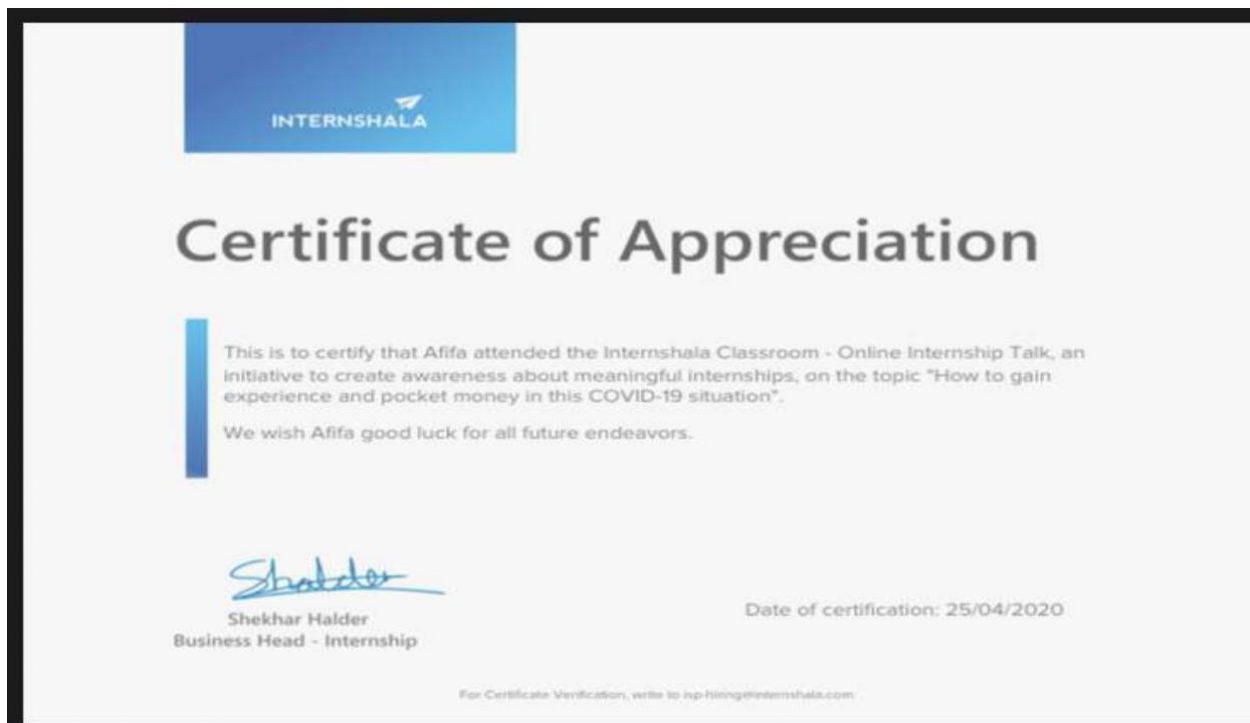 INTERNSHALA
Certificate of Appreciation
This is to certify that Afifa attended the Internshala Classroom - Online Internship Talk, an
initiative to create awareness about meaningful internships, on the topic "How to gain
experience and pocket money in this COVID-19 situation".
We wish Afifa good luck for all future endeavors.
Shalder
Shekhar Halder
Business Head - Internship
Date of certification: 25/04/2020
For Certificate Verification, write to isp-hiring@internshala.com